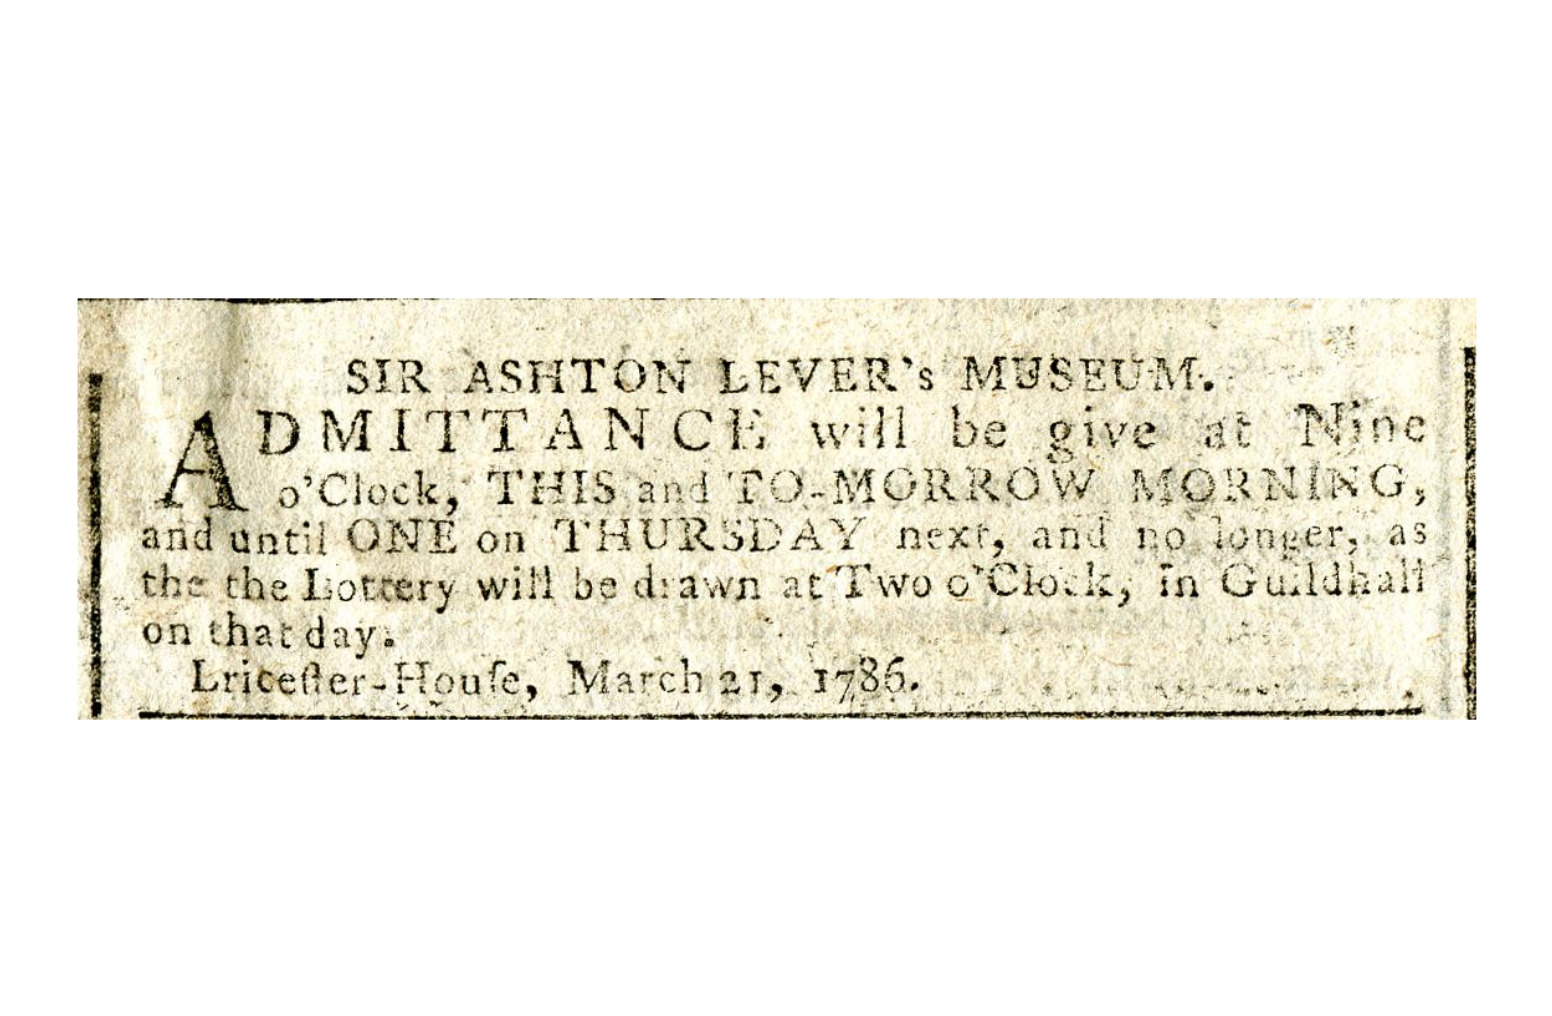 SIR ASHTON LEVER's MUSEUM.
ADMITTANCE will be give at Nine
o'Clock, THIS and TO-MORROW MORNING,
and until ONE on THURSDAY next, and no longer, as
the the Lottery will be drawn at Two o'Clock, in Guildhall
on that day.
Lriceſter-Houſe, March 21, 1786.